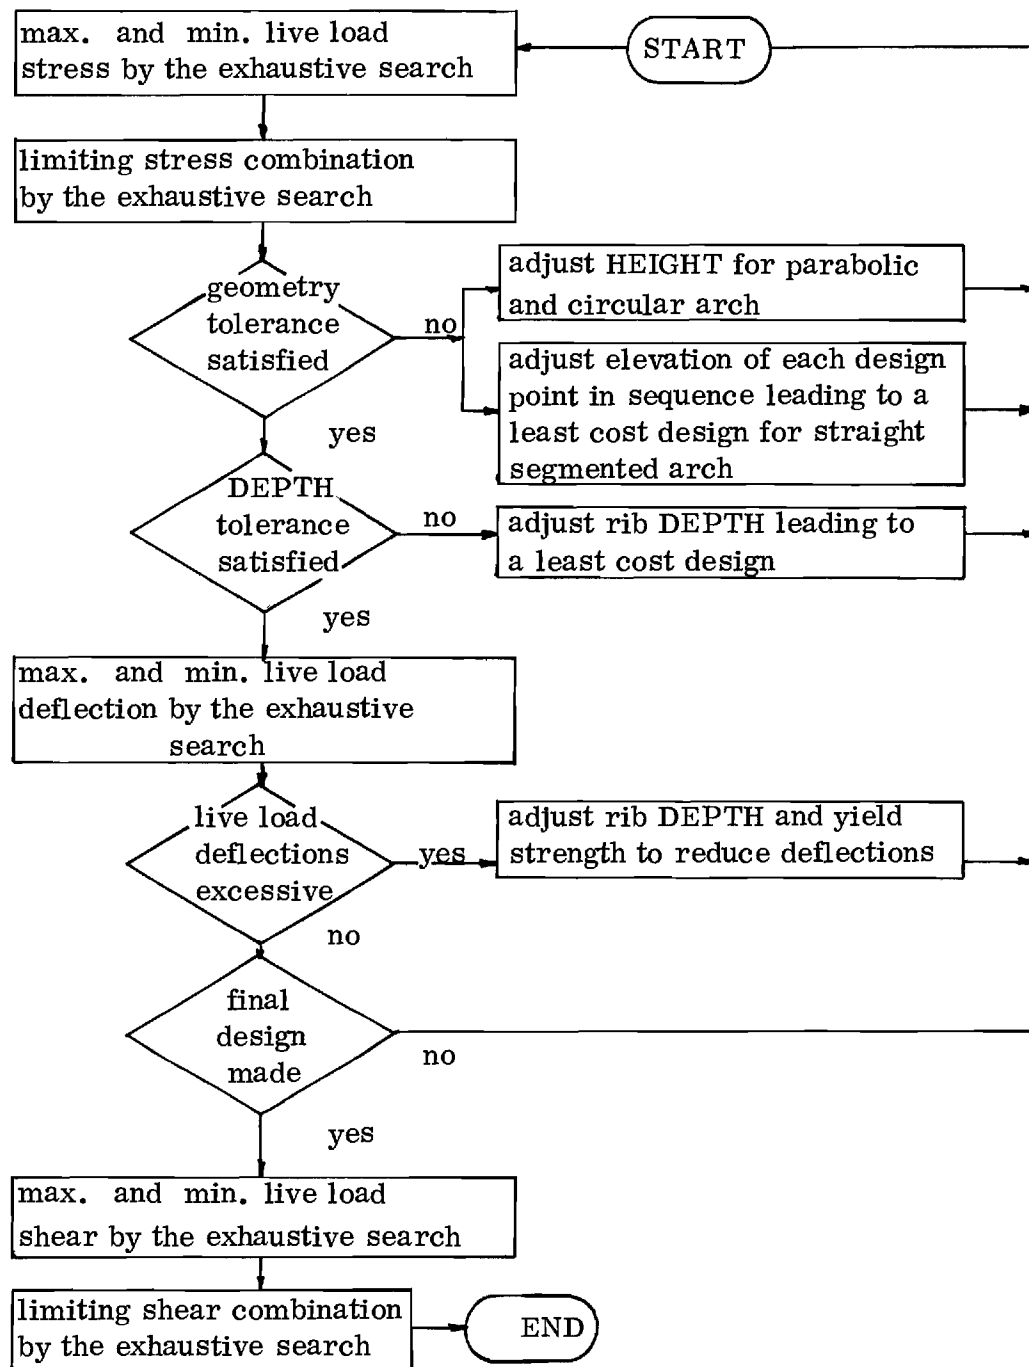 max. and min. live load
stress by the exhaustive search
START
limiting stress combination
by the exhaustive search
geometry
tolerance
satisfied
no
adjust HEIGHT for parabolic
and circular arch
adjust elevation of each design
point in sequence leading to a
least cost design for straight
segmented arch
yes
DEPTH
tolerance
satisfied
no
adjust rib DEPTH leading to
a least cost design
yes
max. and min. live load
deflection by the exhaustive
search
live load
deflections
excessive
yes
adjust rib DEPTH and yield
strength to reduce deflections
no
final
design
made
no
yes
max. and min. live load
shear by the exhaustive search
limiting shear combination
by the exhaustive search
END